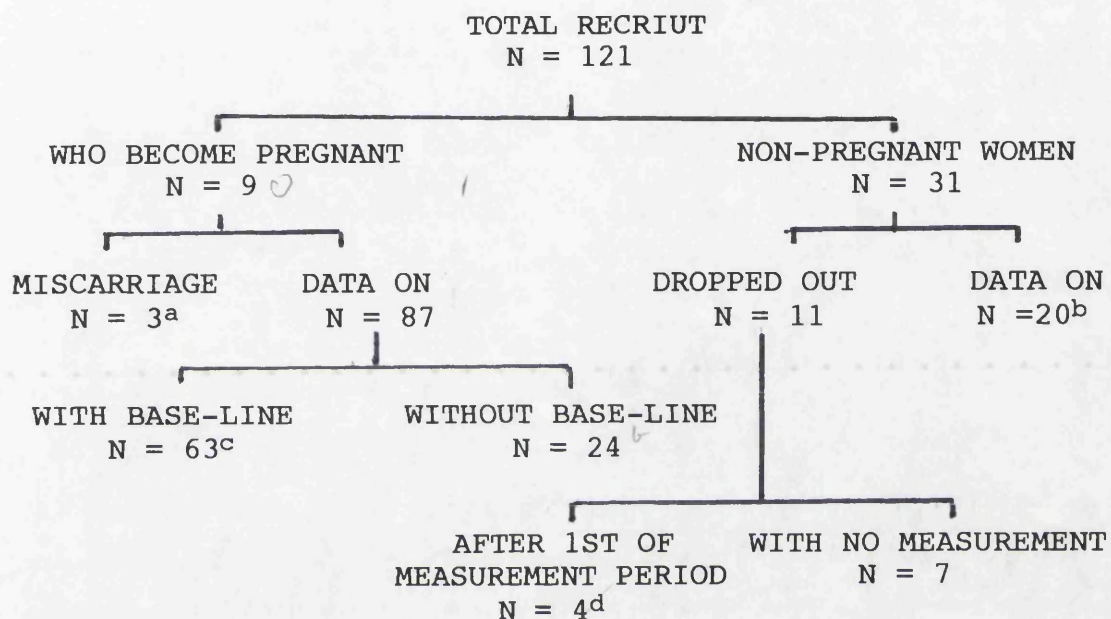 TOTAL RECRIUT
N = 121
WHO BECOME PREGNANT
N = 90
NON-PREGNANT WOMEN
N = 31
MISCARRIAGE
N = 3a
DATA ON
N = 87
DROPPED OUT
N = 11
DATA ON
N =20b
WITH BASE-LINE
N = 63c
WITHOUT BASE-LINE
N = 24b
AFTER 1ST OF
MEASUREMENT PERIOD
N = 4d
WITH NO MEASUREMENT
N = 7